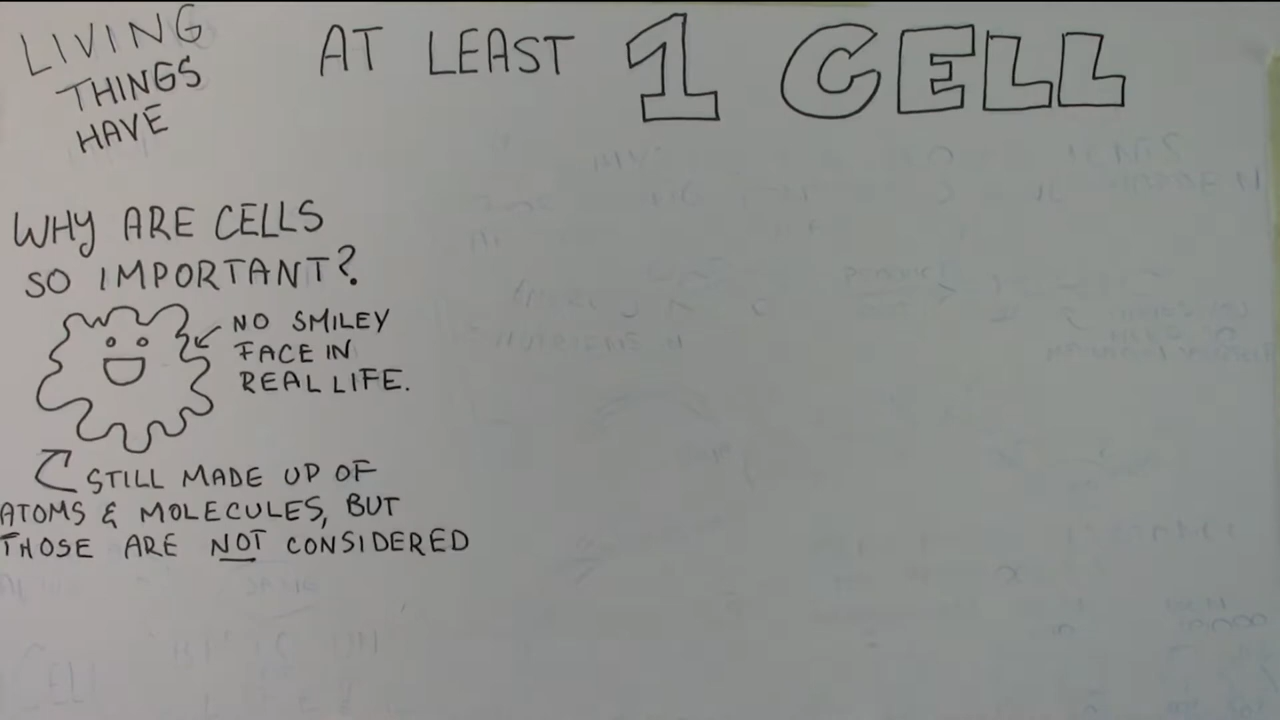 LIVING
THINGS
HAVE
AT LEAST 1 CELL
WHY ARE CELLS
SO IMPORTANT?
NO SMILEY
FACE IN
REAL LIFE.
STILL MADE UP OF
ATOMS & MOLECULES, BUT
THOSE ARE NOT CONSIDERED